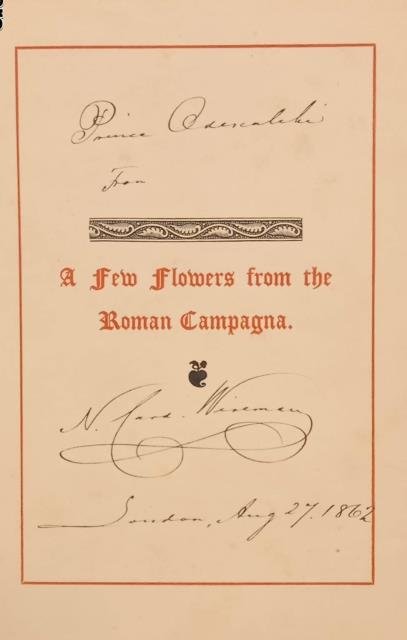 Prince Odescalchi
From
A Few Flowers from the
Roman Campagna.
N. Card. Wiseman
London, Aug 27. 1862